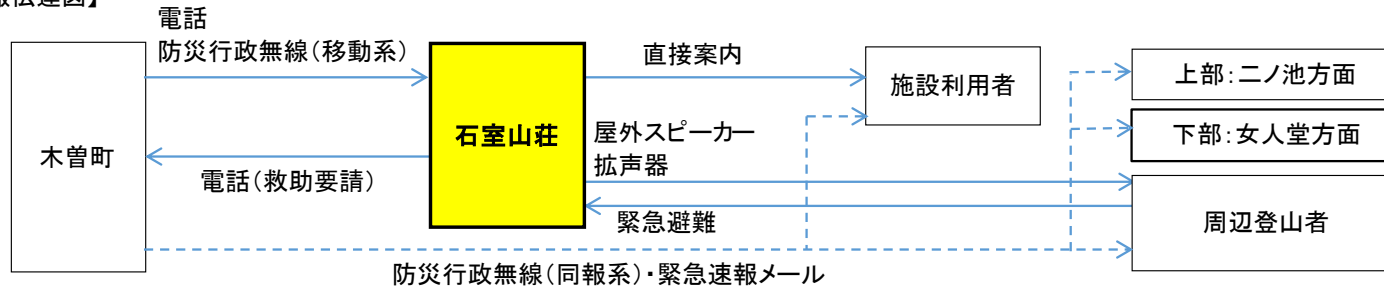 報伝達図】
電話
防災行政無線(移動系)
木曽町
電話(救助要請)
石室山荘
直接案内
施設利用者
屋外スピーカー
拡声器
緊急避難
上部:二ノ池方面
下部:女人堂方面
周辺登山者
防災行政無線(同報系)・緊急速報メール